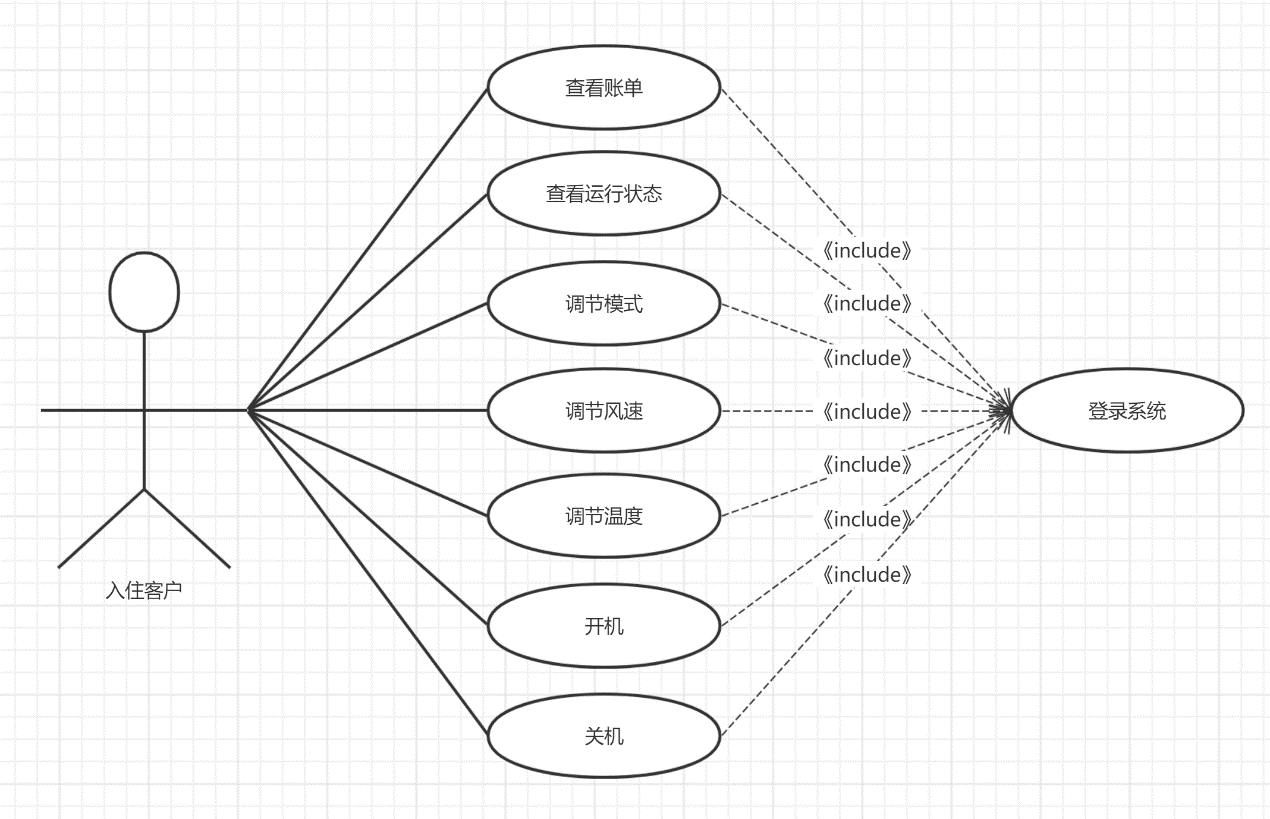 查看账单
查看运行状态
《include》
调节模式
《include》
《include》
调节风速
《include》
登录系统
《include》
调节温度
《include》
《include》
入住客户
开机
关机